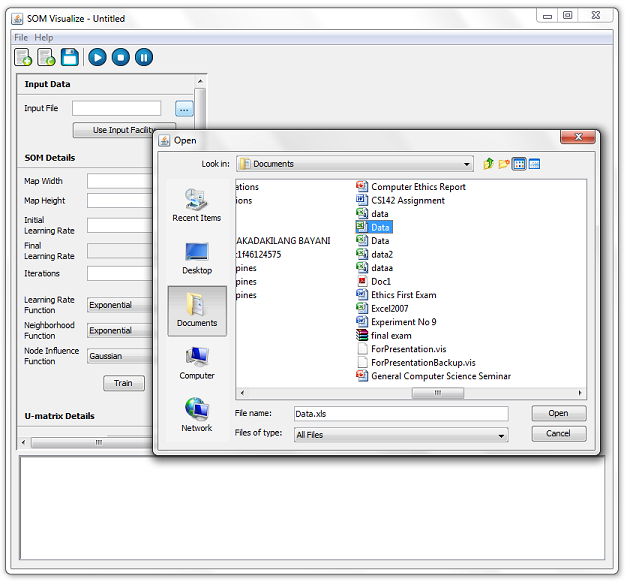 SOM Visualize - Untitled
File Help
Input Data
Input File
...
Use Input Facility
SOM Details
Map Width
Map Height
Initial
Learning Rate
Final
Learning Rate
Iterations
Learning Rate
Function
Exponential
Neighborhood
Function
Exponential
Node Influence
Function
Gaussian
Train
U-matrix Details
Open
Look in:
Documents
Recent Items
Desktop
Documents
Computer
Network
ations
ions
AKADAKILANG BAYANI
:1f46124575
pines
pines
pines
Computer Ethics Report
CS142 Assignment
data
Data
Data
data2
dataa
Doc1
Ethics First Exam
Excel2007
Experiment No 9
final exam
ForPresentation.vis
ForPresentationBackup.vis
General Computer Science Seminar
File name:
Data.xls
Open
Files of type:
All Files
Cancel